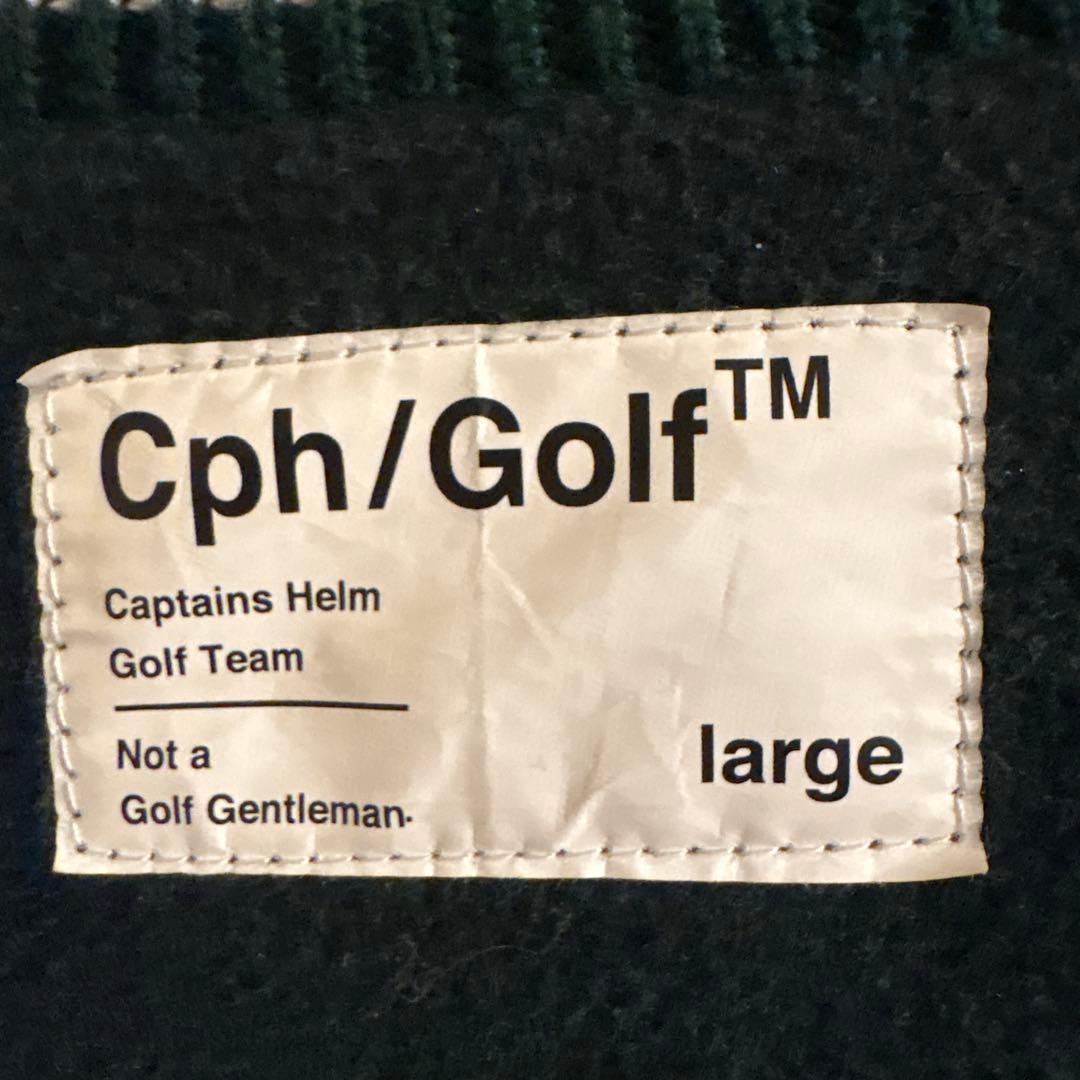 Cph/Golf™
Captains Helm
Golf Team
Not a
Golf Gentleman.
large